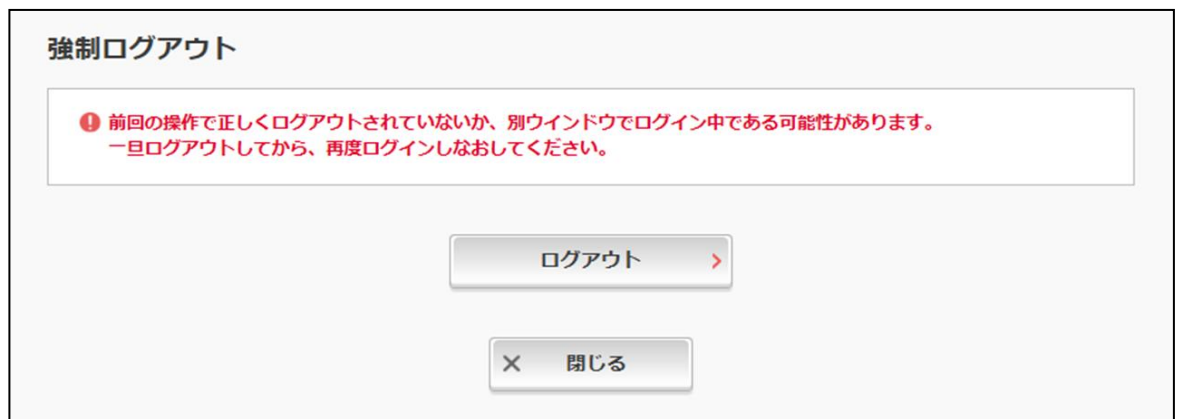 強制ログアウト
前回の操作で正しくログアウトされていないか、別ウインドウでログイン中である可能性があります。
一旦ログアウトしてから、再度ログインしなおしてください。
ログアウト
閉じる